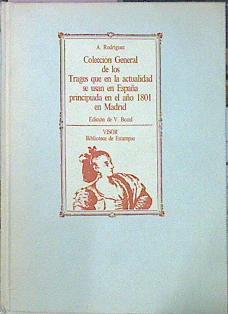 A. Rodríguez
Colección General
de los
Trages que en la actualidad
se usan en España
principiada en el año 1801
en Madrid
Edición de V. Bozal
VISOR
Biblioteca de Estampas